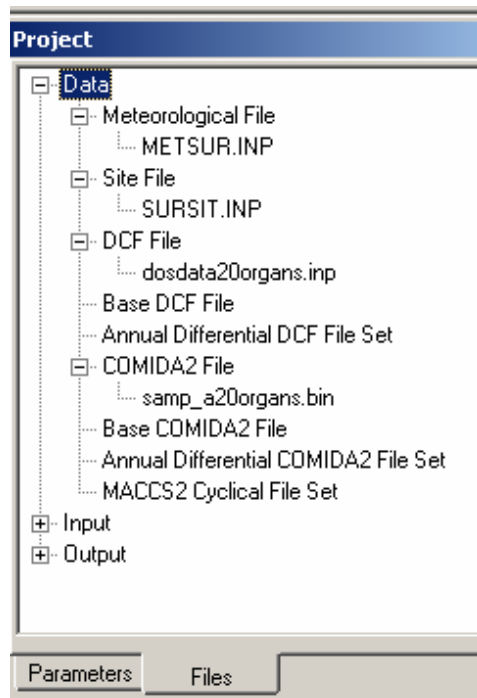 Project
Data
Meteorological File
METSUR.INP
Site File
SURSIT.INP
DCF File
dosdata20organs.inp
Base DCF File
Annual Differential DCF File Set
COMIDA2 File
samp_a20organs.bin
Base COMIDA2 File
Annual Differential COMIDA2 File Set
MACCS2 Cyclical File Set
Input
Output
Parameters Files